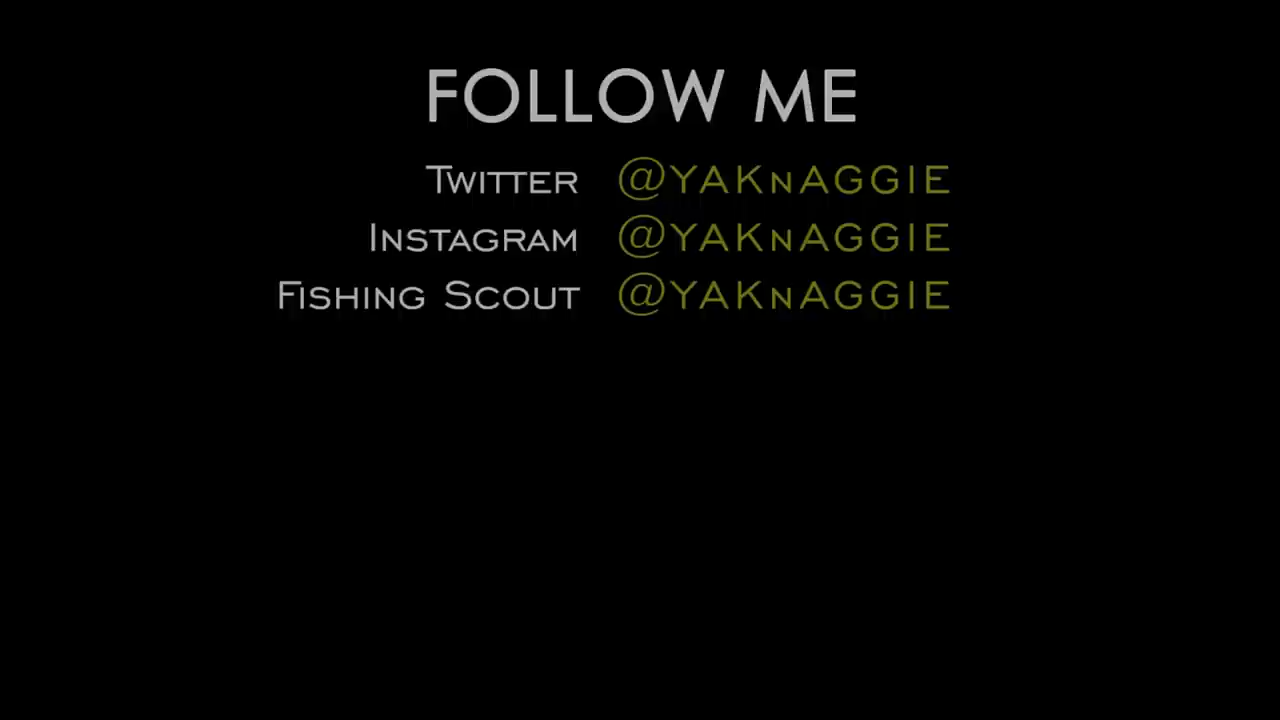 FOLLOW ME
Twitter @YAKnAGGIE
Instagram @YAKnAGGIE
Fishing Scout @YAKnAGGIE